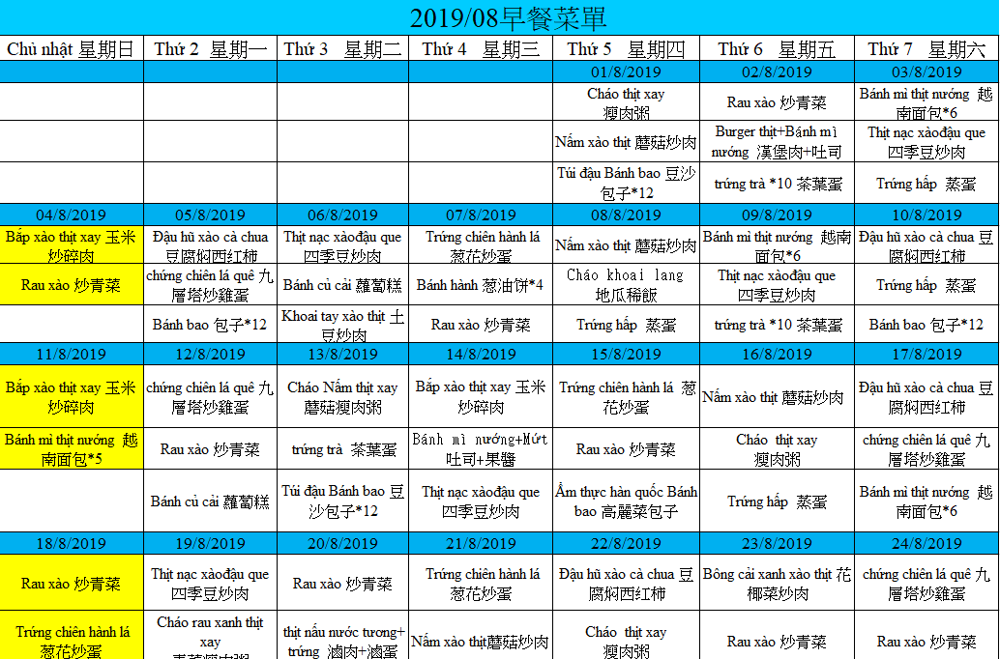 2019/08早餐菜單
Chủ nhật 星期日 Thứ 2 星期一 Thứ 3 星期二 Thứ 4 星期三 Thứ 5 星期四 Thứ 6 星期五 Thứ 7 星期六
01/8/2019 02/8/2019 03/8/2019
Cháo thịt xay
瘦肉粥
Rau xào 炒青菜
Bánh mì thịt nướng 越
南面包*6
Nấm xào thịt 蘑菇炒肉
Burger thịt+Bánh mì
nướng 漢堡肉+吐司
Thịt nạc xàođậu que
四季豆炒肉
Túi đậu Bánh bao 豆沙
包子*12
trứng trà *10 茶葉蛋
Trứng hấp 蒸蛋
04/8/2019 05/8/2019 06/8/2019 07/8/2019 08/8/2019 09/8/2019 10/8/2019
Bắp xào thịt xay 玉米
炒碎肉
Đậu hũ xào cà chua
豆腐焖西红柿
Thịt nạc xàođậu que
四季豆炒肉
Trứng chiên hành lá
葱花炒蛋
Nấm xào thịt 蘑菇炒肉
Bánh mì thịt nướng 越南
面包*6
Đậu hũ xào cà chua 豆
腐焖西红柿
Rau xào 炒青菜
chứng chiên lá quê 九
層塔炒雞蛋
Bánh củ cải 蘿蔔糕
Bánh hành 葱油饼*4
Cháo khoai lang
地瓜稀飯
Thịt nạc xàođậu que
四季豆炒肉
Trứng hấp 蒸蛋
Bánh bao 包子*12
Khoai tay xào thịt 土
豆炒肉
Rau xào 炒青菜
Trứng hấp 蒸蛋
trứng trà *10 茶葉蛋
Bánh bao 包子*12
11/8/2019 12/8/2019 13/8/2019 14/8/2019 15/8/2019 16/8/2019 17/8/2019
Bắp xào thịt xay 玉米
炒碎肉
chứng chiên lá quê 九
層塔炒雞蛋
Cháo Nấm thịt xay
蘑菇瘦肉粥
Bắp xào thịt xay 玉米
炒碎肉
Trứng chiên hành lá 葱
花炒蛋
Nấm xào thịt 蘑菇炒肉
Đậu hũ xào cà chua 豆
腐焖西红柿
Bánh mì thịt nướng 越
南面包*5
Rau xào 炒青菜
trứng trà 茶葉蛋
Bánh mì nướng+Mứt
吐司+果醬
Rau xào 炒青菜
Cháo thịt xay
瘦肉粥
chứng chiên lá quê 九
層塔炒雞蛋
Bánh củ cải 蘿蔔糕
Túi đậu Bánh bao 豆
沙包子*12
Thịt nạc xàođậu que
四季豆炒肉
Ẩm thực hàn quốc Bánh
bao 高麗菜包子
Trứng hấp 蒸蛋
Bánh mì thịt nướng 越
南面包*6
18/8/2019 19/8/2019 20/8/2019 21/8/2019 22/8/2019 23/8/2019 24/8/2019
Rau xào 炒青菜
Thịt nạc xàođậu que
四季豆炒肉
Rau xào 炒青菜
Trứng chiên hành lá
葱花炒蛋
Đậu hũ xào cà chua 豆
腐焖西红柿
Bông cải xanh xào thịt 花
椰菜炒肉
chứng chiên lá quê 九
層塔炒雞蛋
Trứng chiên hành lá
葱花炒蛋
Cháo rau xanh thịt
xay
青菜瘦肉粥
thịt nấu nước tương+
trứng 滷肉+滷蛋
Nấm xào thịt蘑菇炒肉
Cháo thịt xay
瘦肉粥
Rau xào 炒青菜
Rau xào 炒青菜